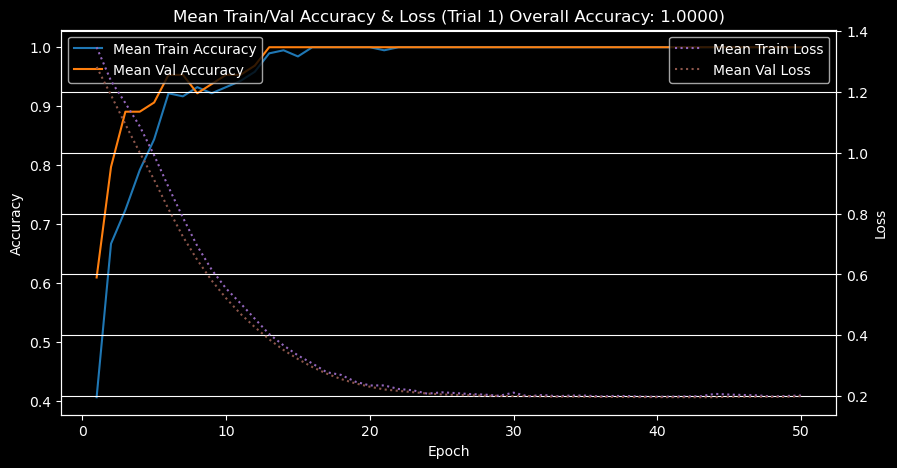 Mean Train/Val Accuracy & Loss (Trial 1) Overall Accuracy: 1.0000)
Mean Train Accuracy
Mean Val Accuracy
Mean Train Loss
Mean Val Loss
Accuracy
1.0
0.9
0.8
0.7
0.6
0.5
0.4
1.4
1.2
1.0
0.8
0.6
0.4
0.2
Loss
0 10 20 30 40 50
Epoch